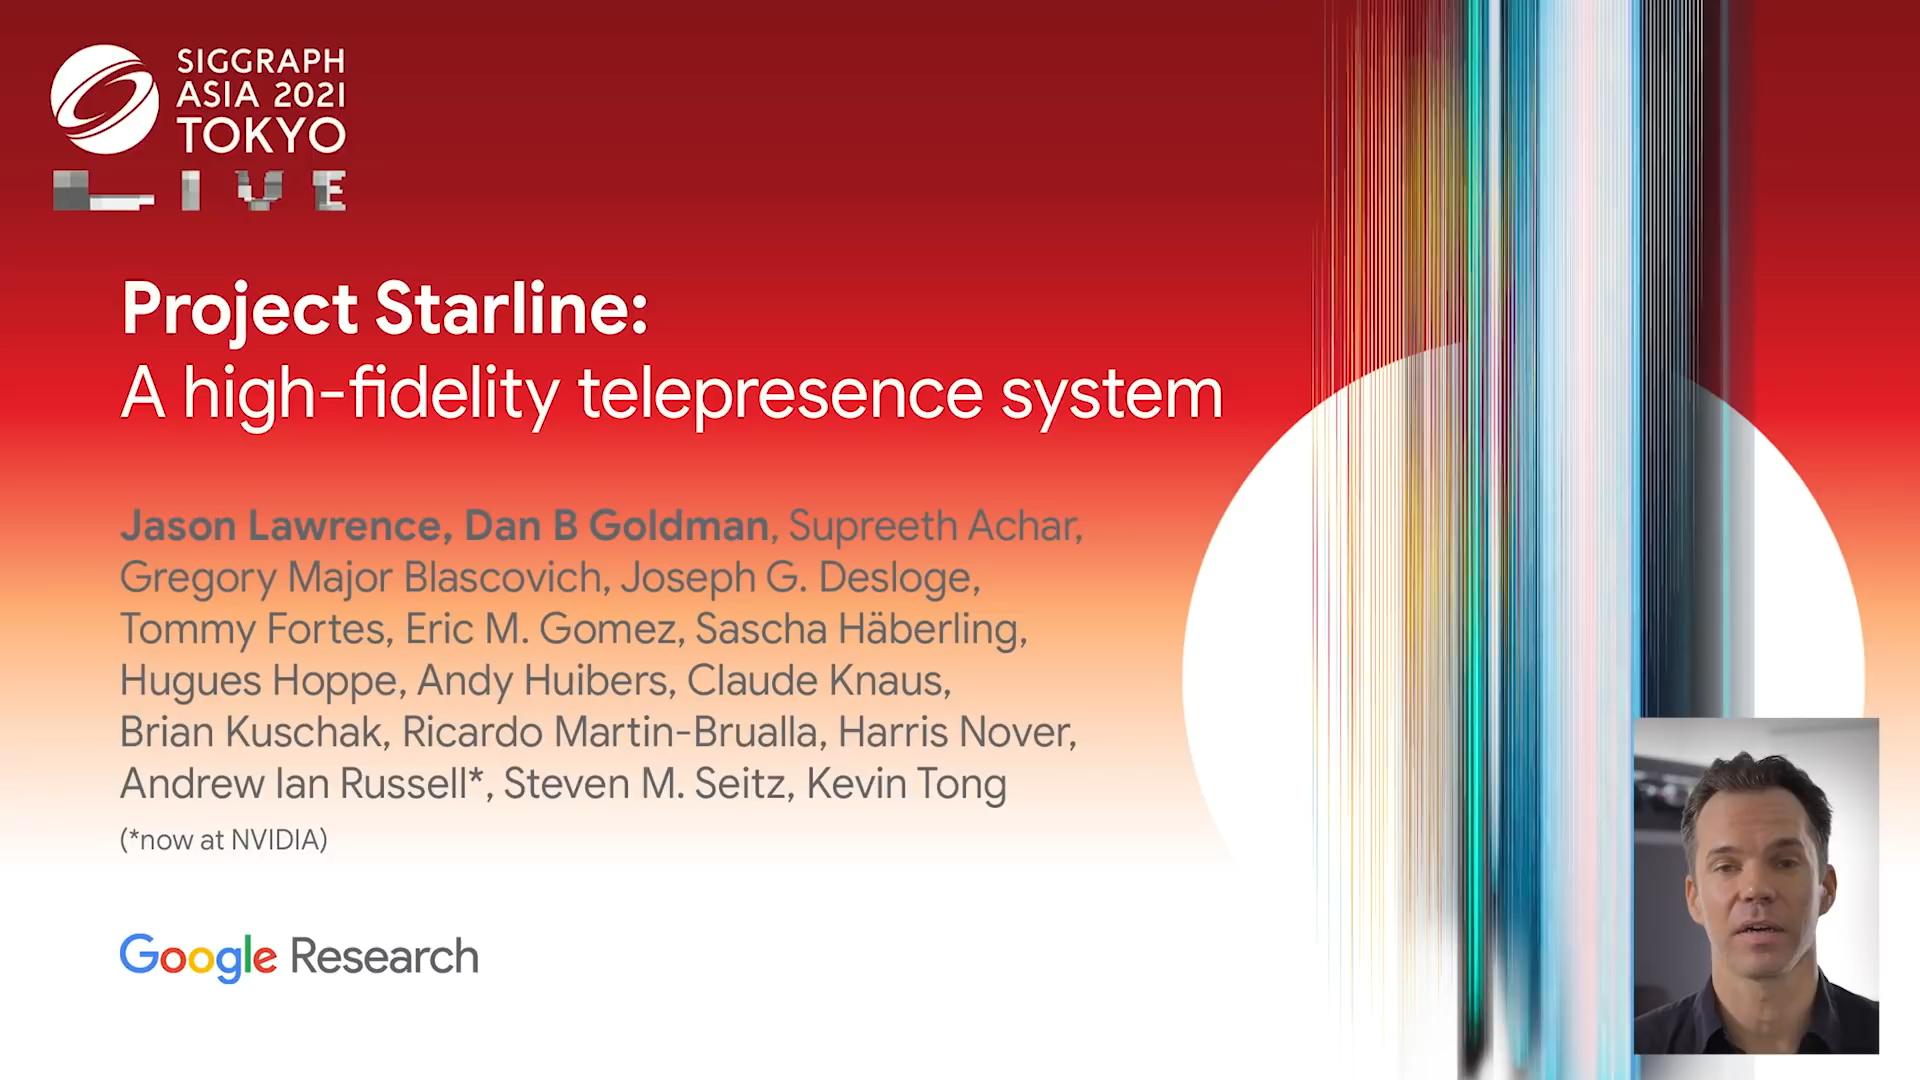 SIGGRAPH
ASIA 2021
TOKYO
LIVE
Project Starline:
A high-fidelity telepresence system
Jason Lawrence, Dan B Goldman, Supreeth Achar,
Gregory Major Blascovich, Joseph G. Desloge,
Tommy Fortes, Eric M. Gomez, Sascha Häberling,
Hugues Hoppe, Andy Huibers, Claude Knaus,
Brian Kuschak, Ricardo Martin-Brualla, Harris Nover,
Andrew Ian Russell*, Steven M. Seitz, Kevin Tong
(*now at NVIDIA)
Google Research